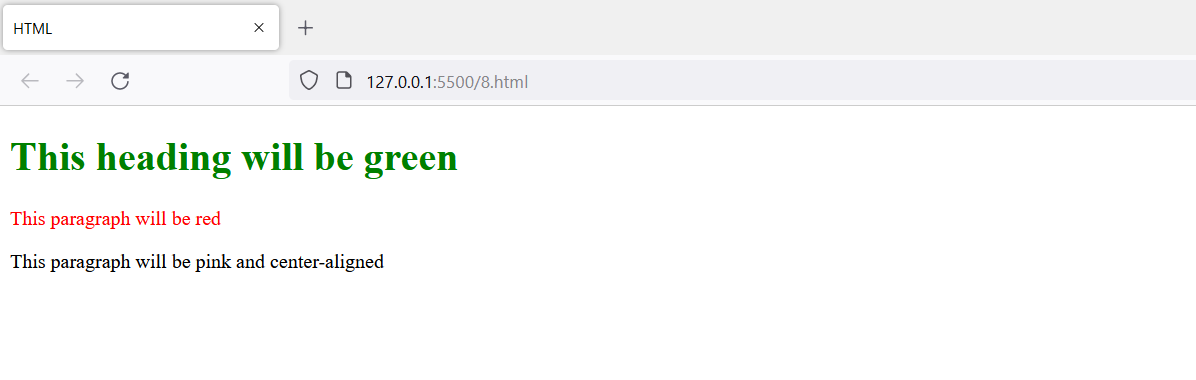 HTML
127.0.0.1:5500/8.html
This heading will be green
This paragraph will be red
This paragraph will be pink and center-aligned